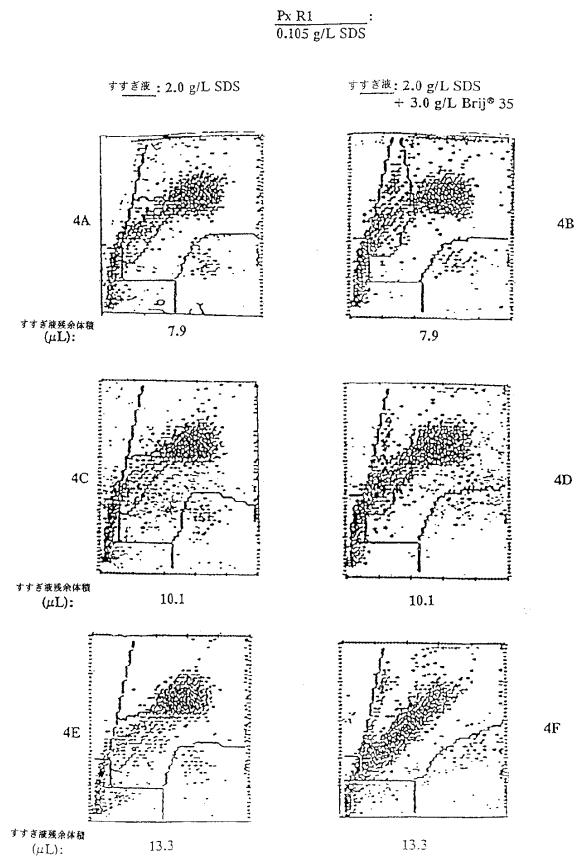 Px R1 :
0.105 g/L SDS
すすぎ液 : 2.0 g/L SDS
すすぎ液 : 2.0 g/L SDS
+ 3.0 g/L Brij® 35
4A
4B
すすぎ液残余体積
(μL):
7.9
7.9
4C
4D
すすぎ液残余体積
(μL):
10.1
10.1
4E
4F
すすぎ液残余体積
(μL):
13.3
13.3